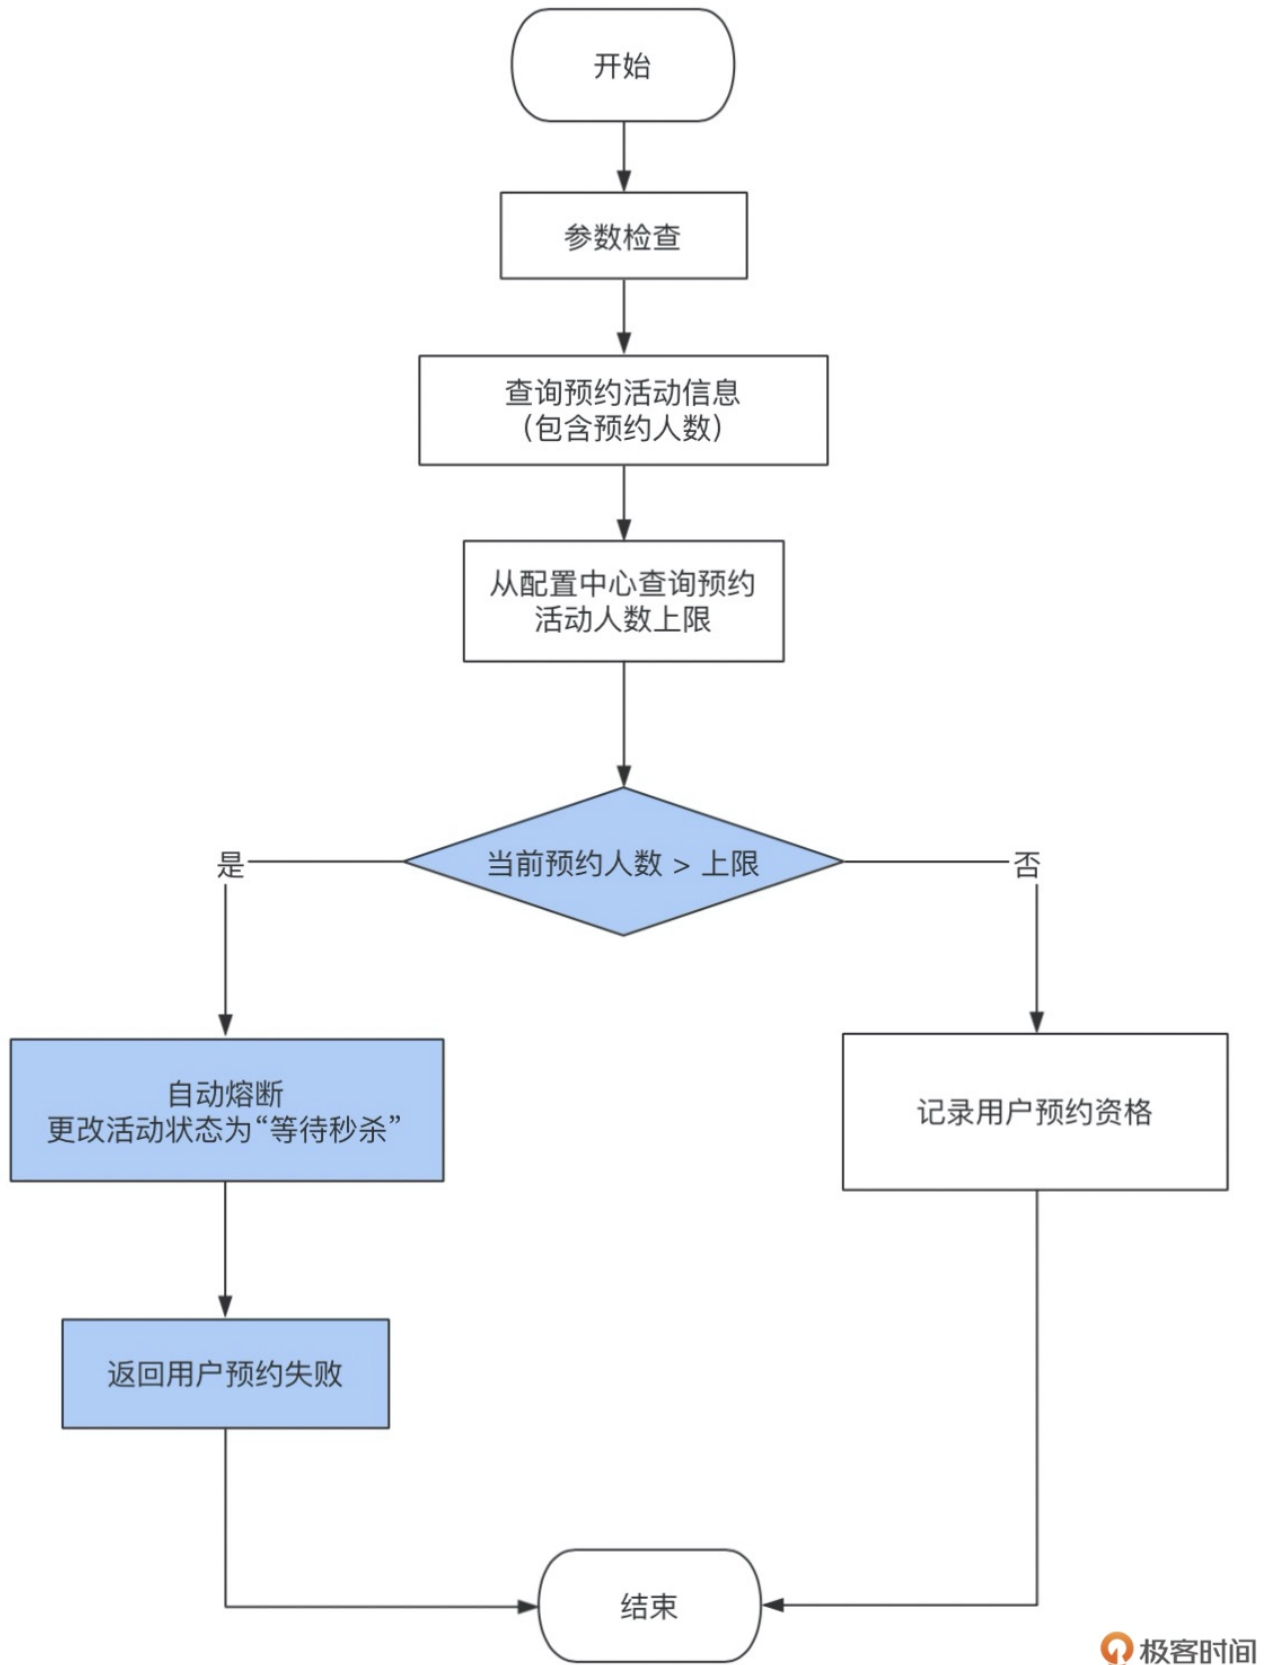 开始
参数检查
查询预约活动信息
（包含预约人数）
从配置中心查询预约
活动人数上限
当前预约人数 > 上限
是
否
自动熔断
更改活动状态为“等待秒杀”
记录用户预约资格
返回用户预约失败
结束
极客时间